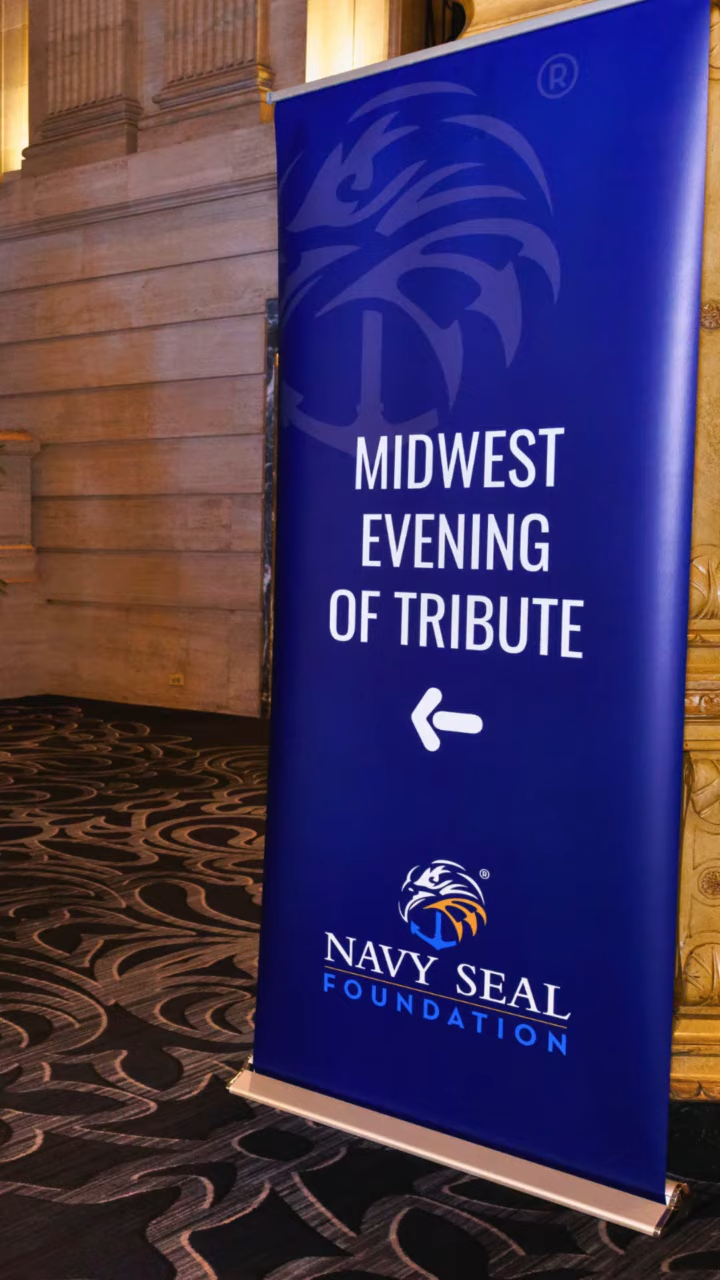 ®
MIDWEST
EVENING
OF TRIBUTE
®
NAVY SEAL
FOUNDATION